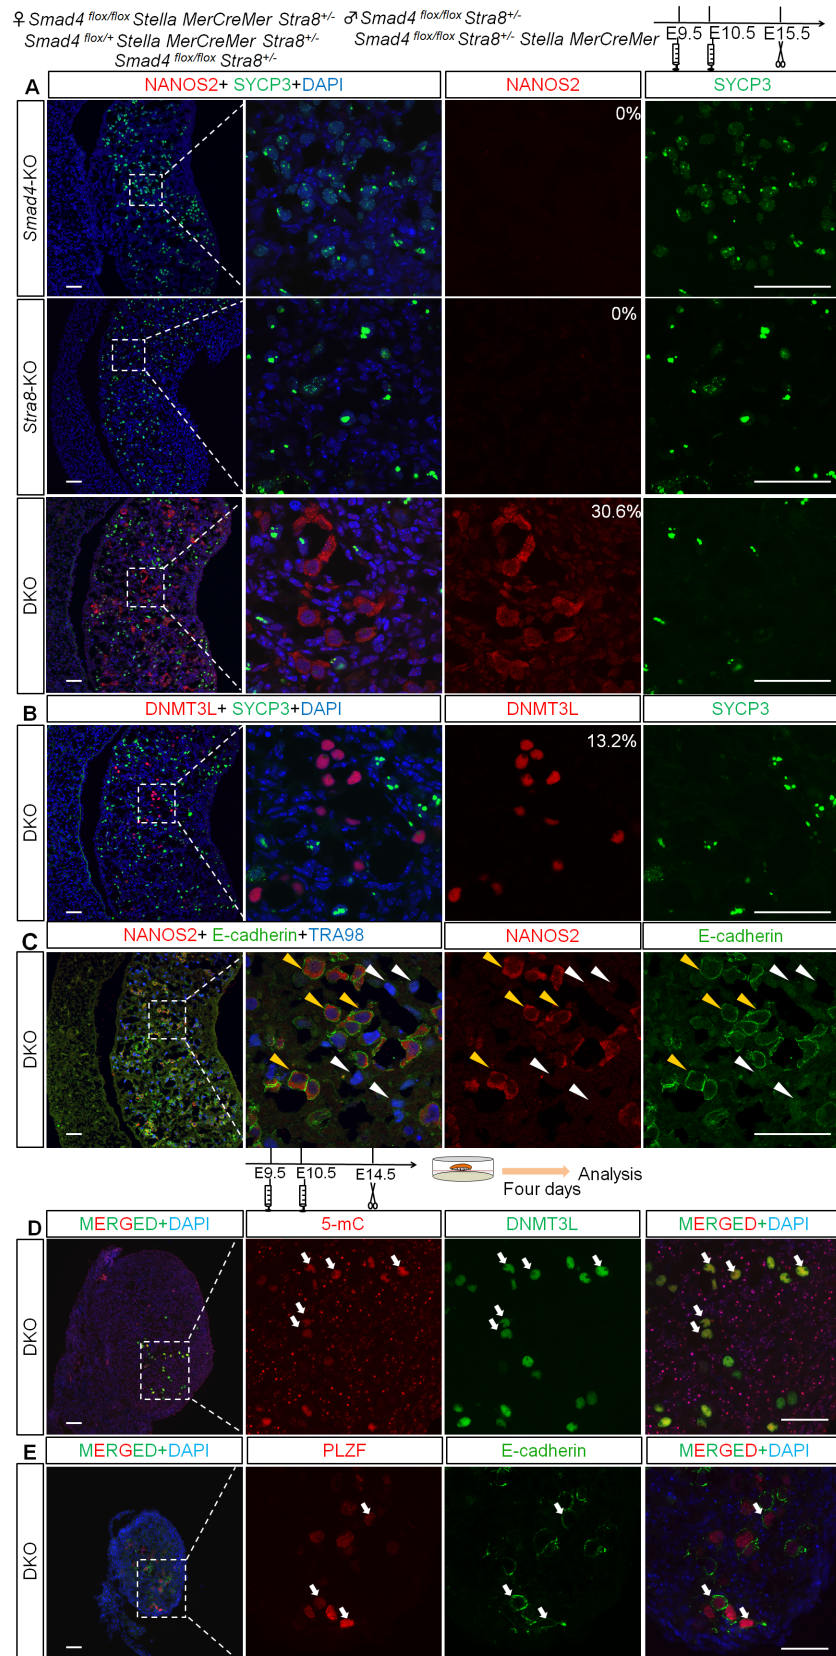 ♀ Smad4 flox/flox Stella MerCreMer Stra8+/- ♂ Smad4 flox/flox Stra8+/-
Smad4 flox/+ Stella MerCreMer Stra8+/- Smad4 flox/flox Stra8+/- Stella MerCreMer
Smad4 flox/flox Stra8+/-
E9.5 E10.5 E15.5
A NANOS2+ SYCP3+DAPI NANOS2 SYCP3
Smad4-KO
0%
Stra8-KO
0%
DKO
30.6%
B DNMT3L+ SYCP3+DAPI DNMT3L SYCP3
DKO
13.2%
C NANOS2+ E-cadherin+TRA98 NANOS2 E-cadherin
DKO
E9.5 E10.5 E14.5
Four days
Analysis
D MERGED+DAPI 5-mC DNMT3L MERGED+DAPI
DKO
E MERGED+DAPI PLZF E-cadherin MERGED+DAPI
DKO